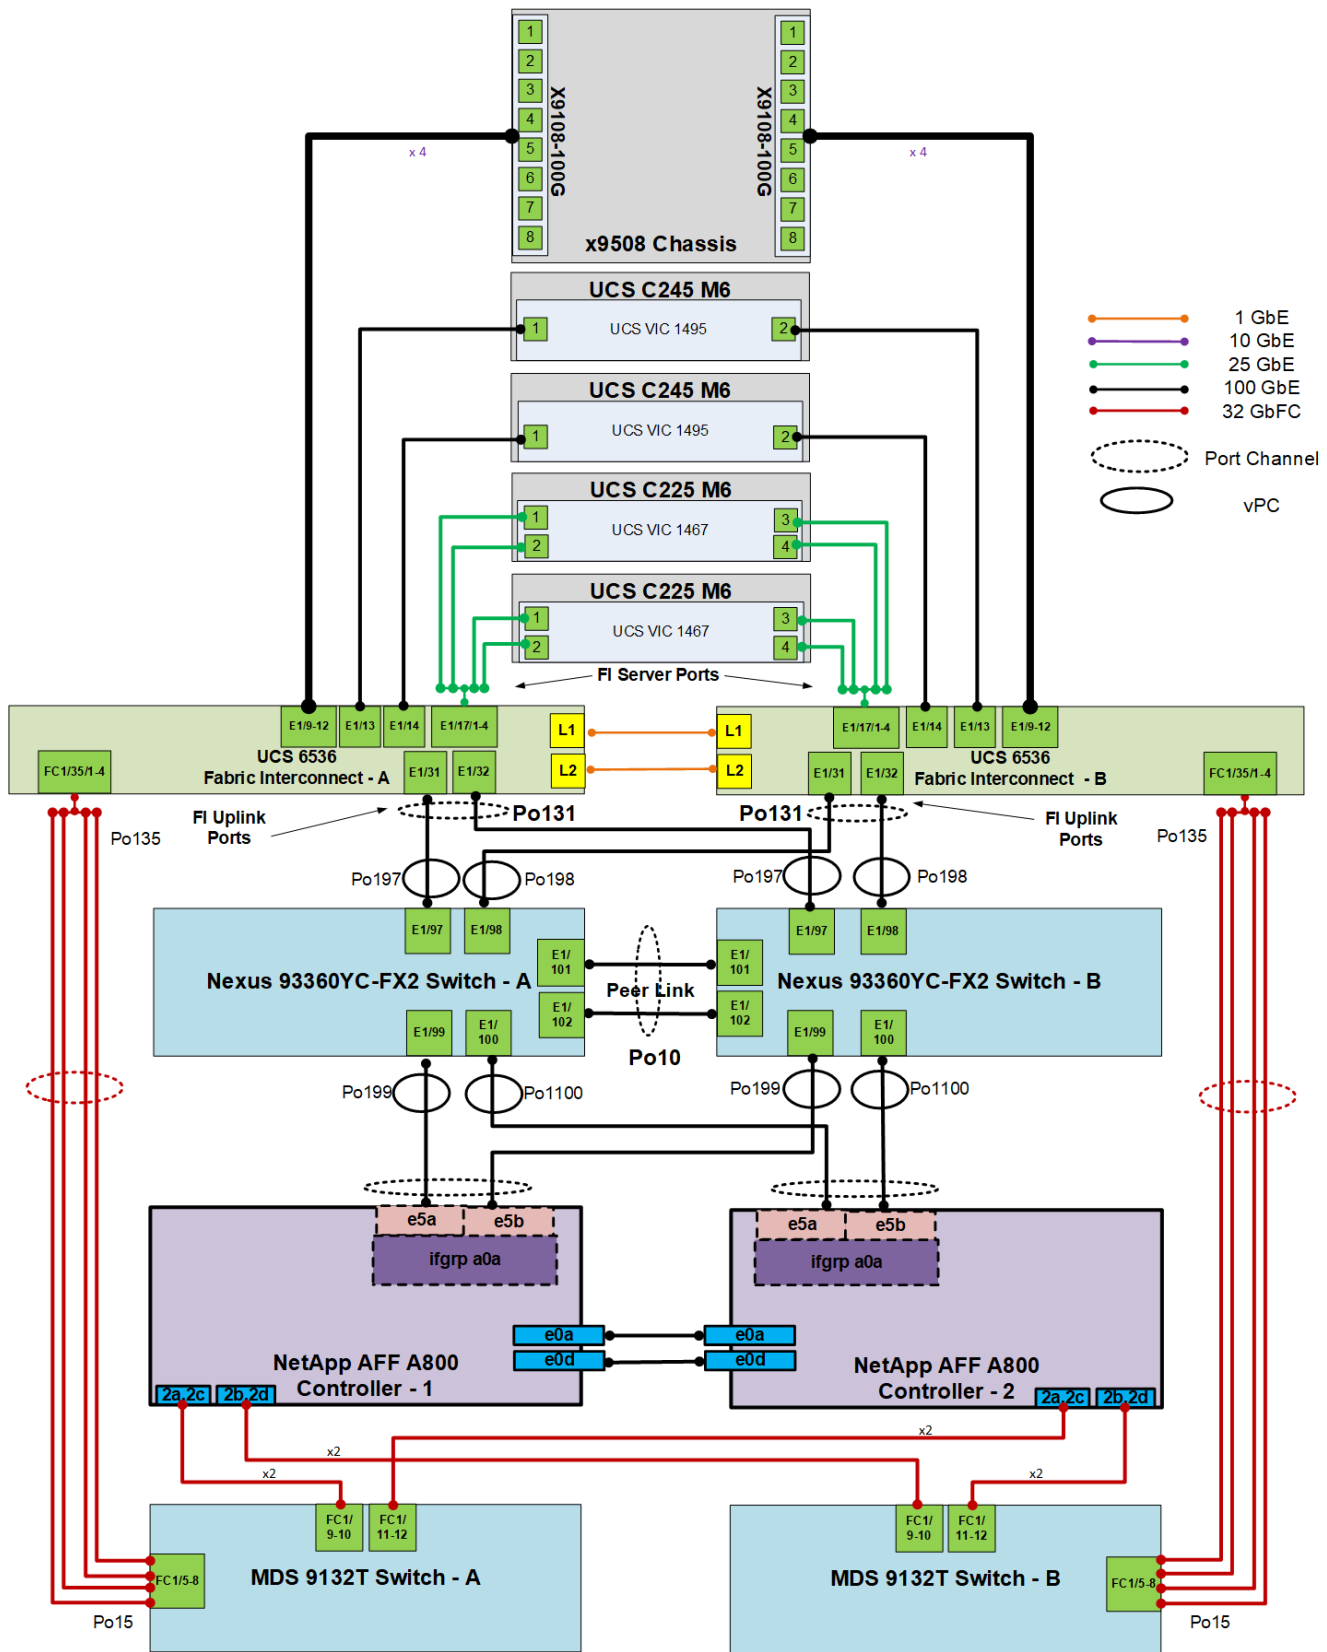 1
2
3
4
5
6
7
8
X9108-100G
1
2
3
4
5
6
7
8
X9108-100G
x 4
x 4
x9508 Chassis
UCS C245 M6
UCS VIC 1495
1
2
UCS C245 M6
UCS VIC 1495
1
2
UCS C225 M6
UCS VIC 1467
1
2
3
4
UCS C225 M6
UCS VIC 1467
1
2
3
4
1 GbE
10 GbE
25 GbE
100 GbE
32 GbFC
Port Channel
vPC
FI Server Ports
E1/9-12
E1/13
E1/14
E1/17/1-4
L1
L2
UCS 6536
Fabric Interconnect - A
FC1/35/1-4
E1/31
E1/32
L1
L2
E1/17/1-4
E1/14
E1/13
E1/9-12
UCS 6536
Fabric Interconnect - B
E1/31
E1/32
FC1/35/1-4
FI Uplink
Ports
Po131
Po131
FI Uplink
Ports
Po135
Po135
Po197
Po198
Po197
Po198
E1/97
E1/98
E1/
101
E1/
102
Nexus 93360YC-FX2 Switch - A
E1/99
E1/
100
Peer Link
Po10
E1/97
E1/98
E1/
101
E1/
102
Nexus 93360YC-FX2 Switch - B
E1/99
E1/
100
Po199
Po1100
Po199
Po1100
e5a
e5b
ifgrp a0a
e0a
e0d
NetApp AFF A800
Controller - 1
2a,2c
2b,2d
e5a
e5b
ifgrp a0a
e0a
e0d
NetApp AFF A800
Controller - 2
2a,2c
2b,2d
x2
x2
x2
x2
FC1/
9-10
FC1/
11-12
FC1/5-8
MDS 9132T Switch - A
Po15
FC1/
9-10
FC1/
11-12
FC1/5-8
MDS 9132T Switch - B
Po15